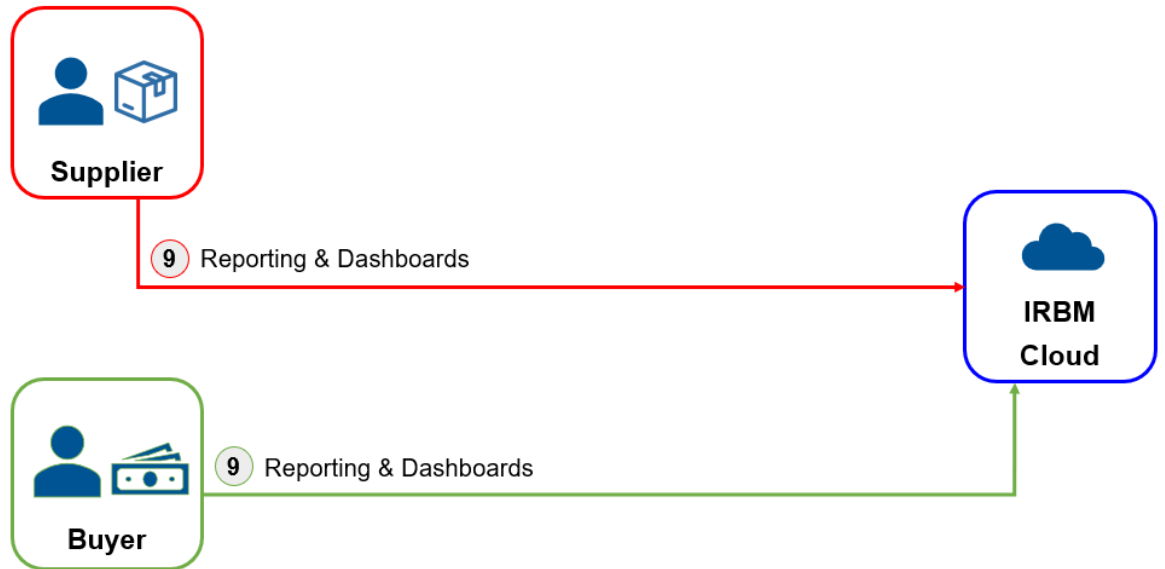 Supplier
9 Reporting & Dashboards
IRBM
Cloud
9 Reporting & Dashboards
Buyer